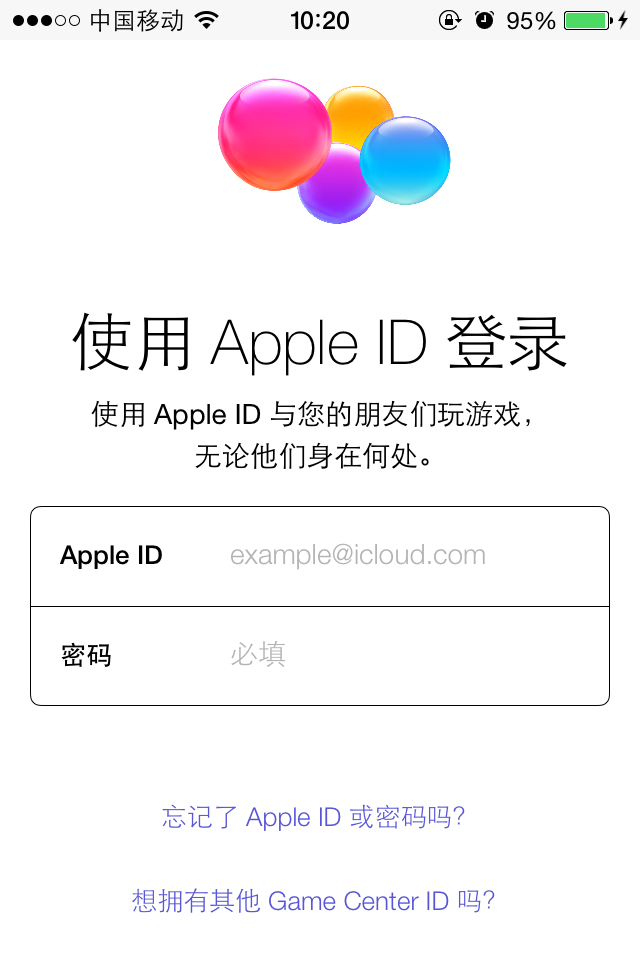 中国移动 10:20 95%
使用 Apple ID 登录
使用 Apple ID 与您的朋友们玩游戏，
无论他们身在何处。
Apple ID example@icloud.com
密码 必填
忘记了 Apple ID 或密码吗？
想拥有其他 Game Center ID 吗？